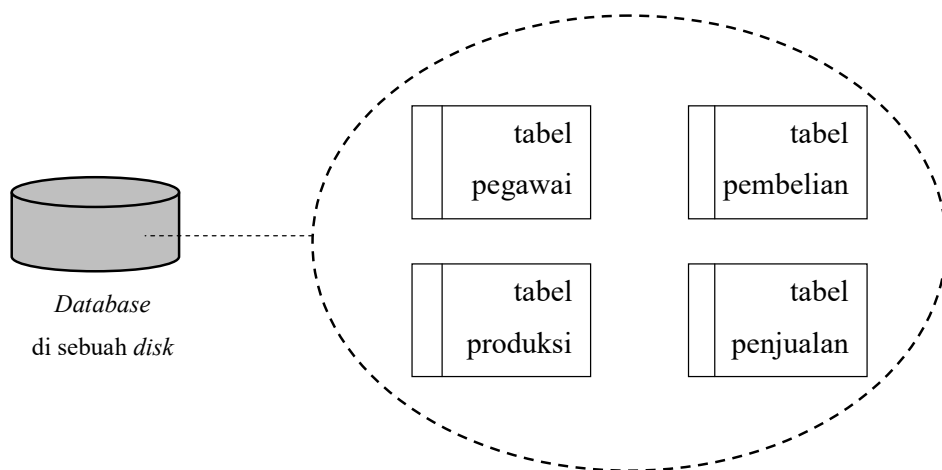 tabel
pegawai
tabel
pembelian
Database
di sebuah disk
tabel
produksi
tabel
penjualan